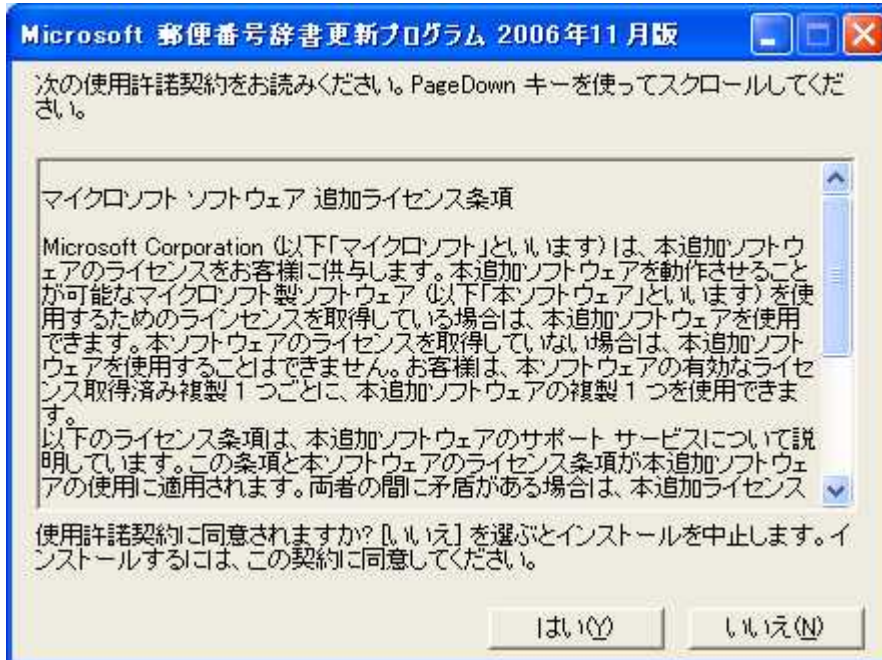 Microsoft 郵便番号辞書更新プログラム 2006年11月版
次の使用許諾契約をお読みください。PageDown キーを使ってスクロールしてくだ
さい。
マイクロソフト ソフトウェア 追加ライセンス条項
Microsoft Corporation (以下「マイクロソフト」といいます) は、本追加ソフトウ
ェアのライセンスをお客様に供与します。本追加ソフトウェアを動作させること
が可能なマイクロソフト製ソフトウェア (以下「本ソフトウェア」といいます) を使
用するためのラインセンスを取得している場合は、本追加ソフトウェアを使用
できます。本ソフトウェアのライセンスを取得していない場合は、本追加ソフト
ウェアを使用することはできません。お客様は、本ソフトウェアの有効なライセ
ンス取得済み複製 1 つごとに、本追加ソフトウェアの複製 1 つを使用できま
す。
以下のライセンス条項は、本追加ソフトウェアのサポート サービスについて説
明しています。この条項と本ソフトウェアのライセンス条項が本追加ソフトウェ
アの使用に適用されます。両者の間に矛盾がある場合は、本追加ライセンス
使用許諾契約に同意されますか? [いいえ] を選ぶとインストールを中止します。イ
ンストールするには、この契約に同意してください。
はい(Y) いいえ(N)